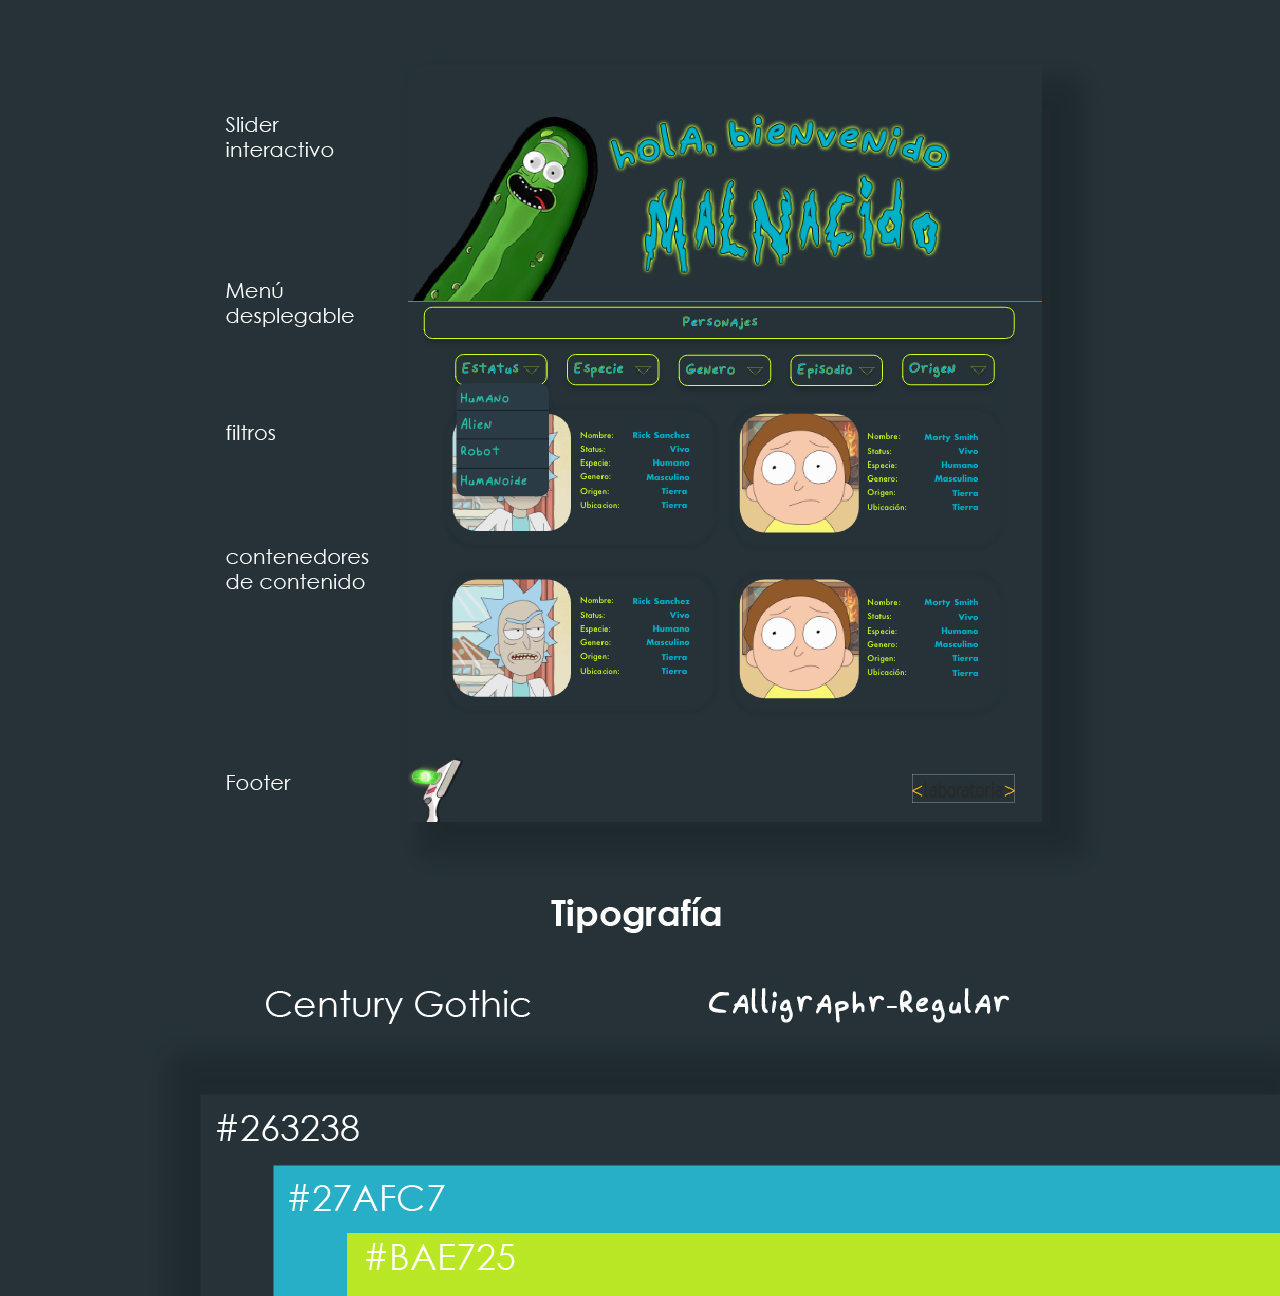 Slider
interactivo
hola, bienvenido
MALNACido
Menú
desplegable
Personajes
Estatus
Especie
Genero
Episodio
Origen
Humano
Alien
Robot
Humanoide
filtros
Nombre: Riick Sanchez
Status: Vivo
Especie: Humano
Genero: Masculino
Origen: Tierra
Ubicacion: Tierra
Nombre: Morty Smith
Status: Vivo
Especie: Humano
Genero: Masculino
Origen: Tierra
Ubicación: Tierra
contenedores
de contenido
Nombre: Riick Sanchez
Status: Vivo
Especie: Humano
Genero: Masculino
Origen: Tierra
Ubicacion: Tierra
Nombre: Morty Smith
Status: Vivo
Especie: Humano
Genero: Masculino
Origen: Tierra
Ubicación: Tierra
Footer
<Laboratoria>
Tipografía
Century Gothic
CAlligrAphr-RegulAr
#263238
#27AFC7
#BAE725